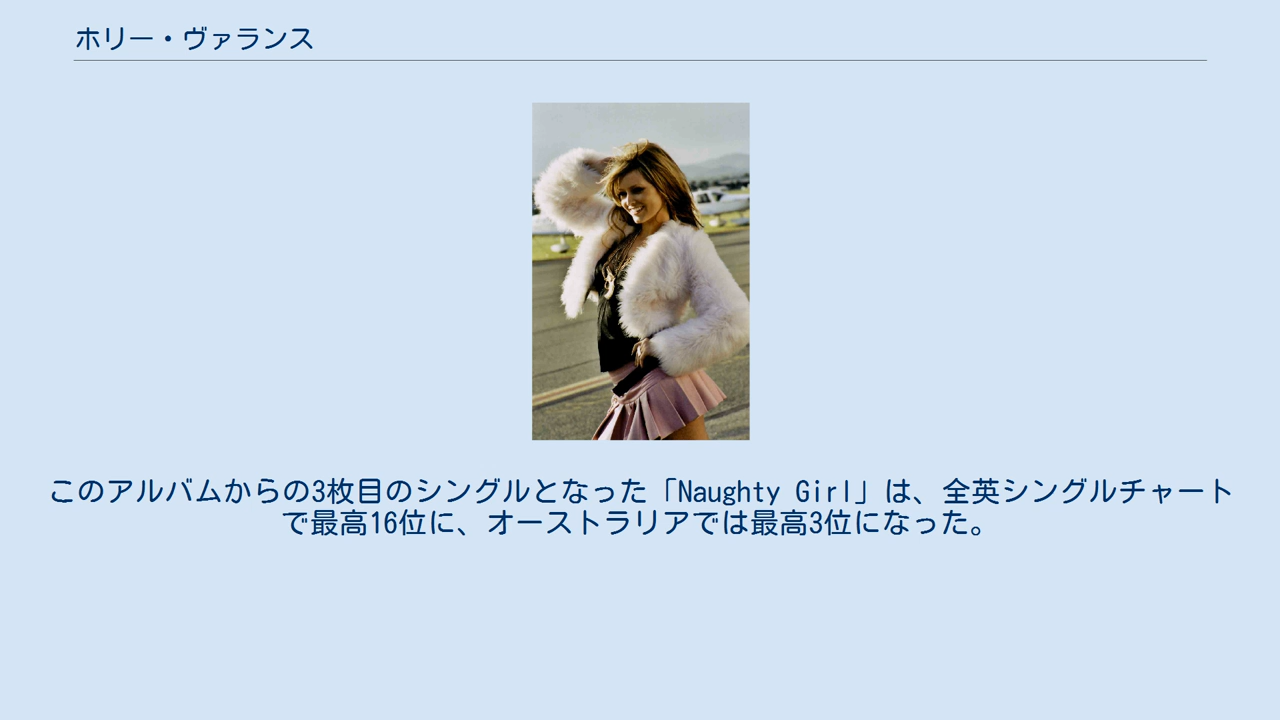 ホリー・ヴァランス
このアルバムからの3枚目のシングルとなった「Naughty Girl」は、全英シングルチャート
で最高16位に、オーストラリアでは最高3位になった。